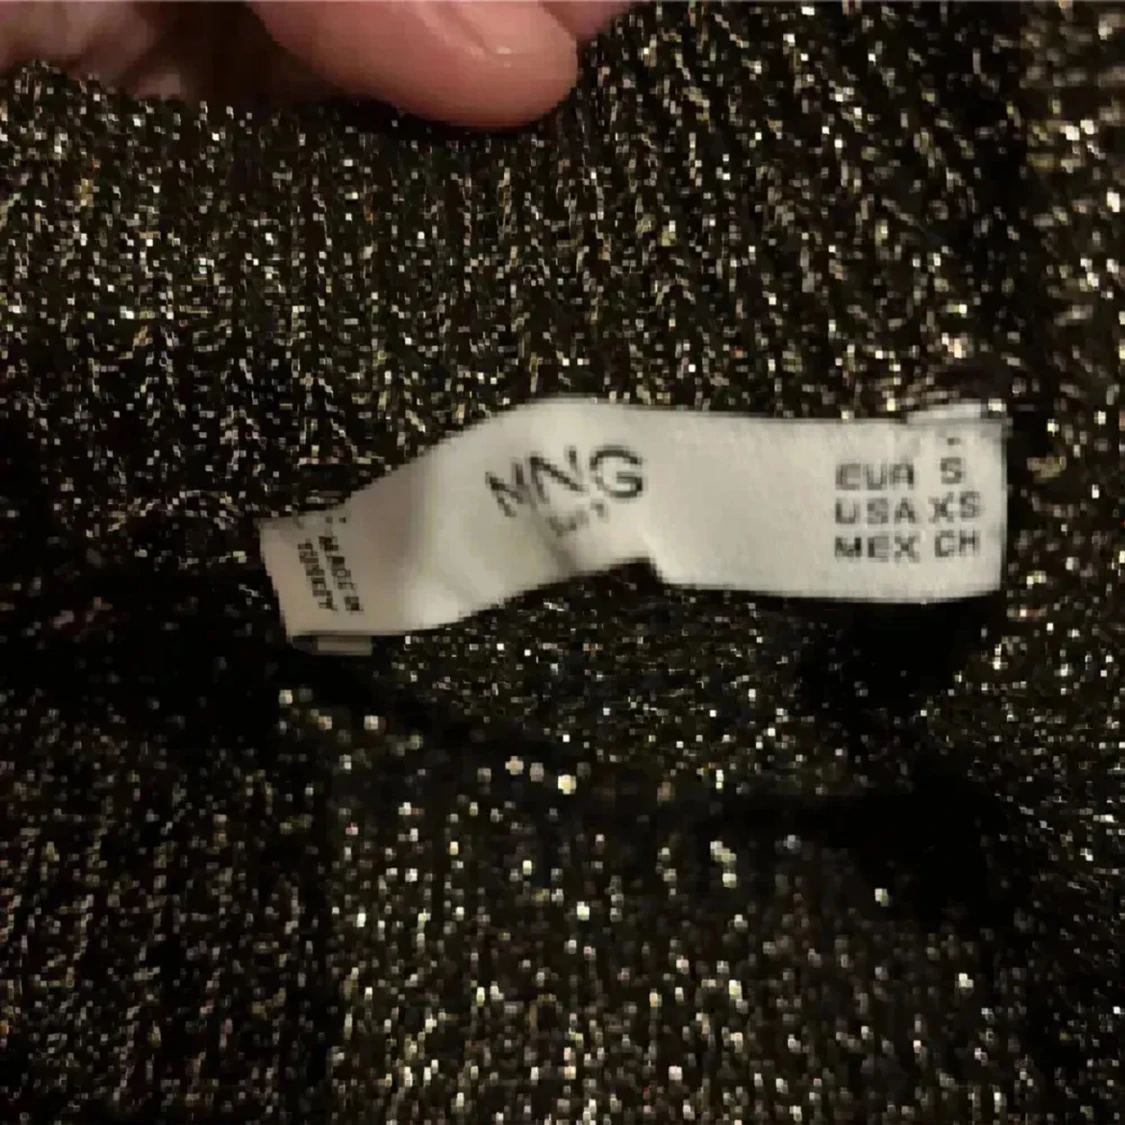 MNG
EUR S
USA XS
MEX CH
MADE IN
TURKEY